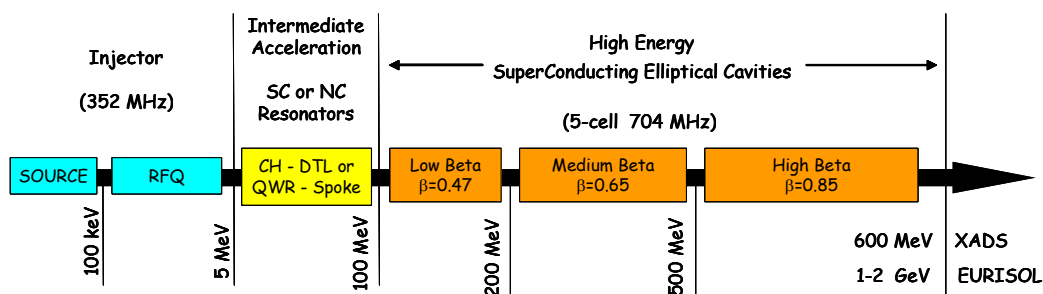 Injector
(352 MHz)
Intermediate
Acceleration
SC or NC
Resonators
High Energy
SuperConducting Elliptical Cavities
(5-cell 704 MHz)
SOURCE
RFQ
CH - DTL or
QWR - Spoke
Low Beta
β=0.47
Medium Beta
β=0.65
High Beta
β=0.85
100 keV
5 MeV
100 MeV
200 MeV
500 MeV
600 MeV XADS
1-2 GeV EURISOL